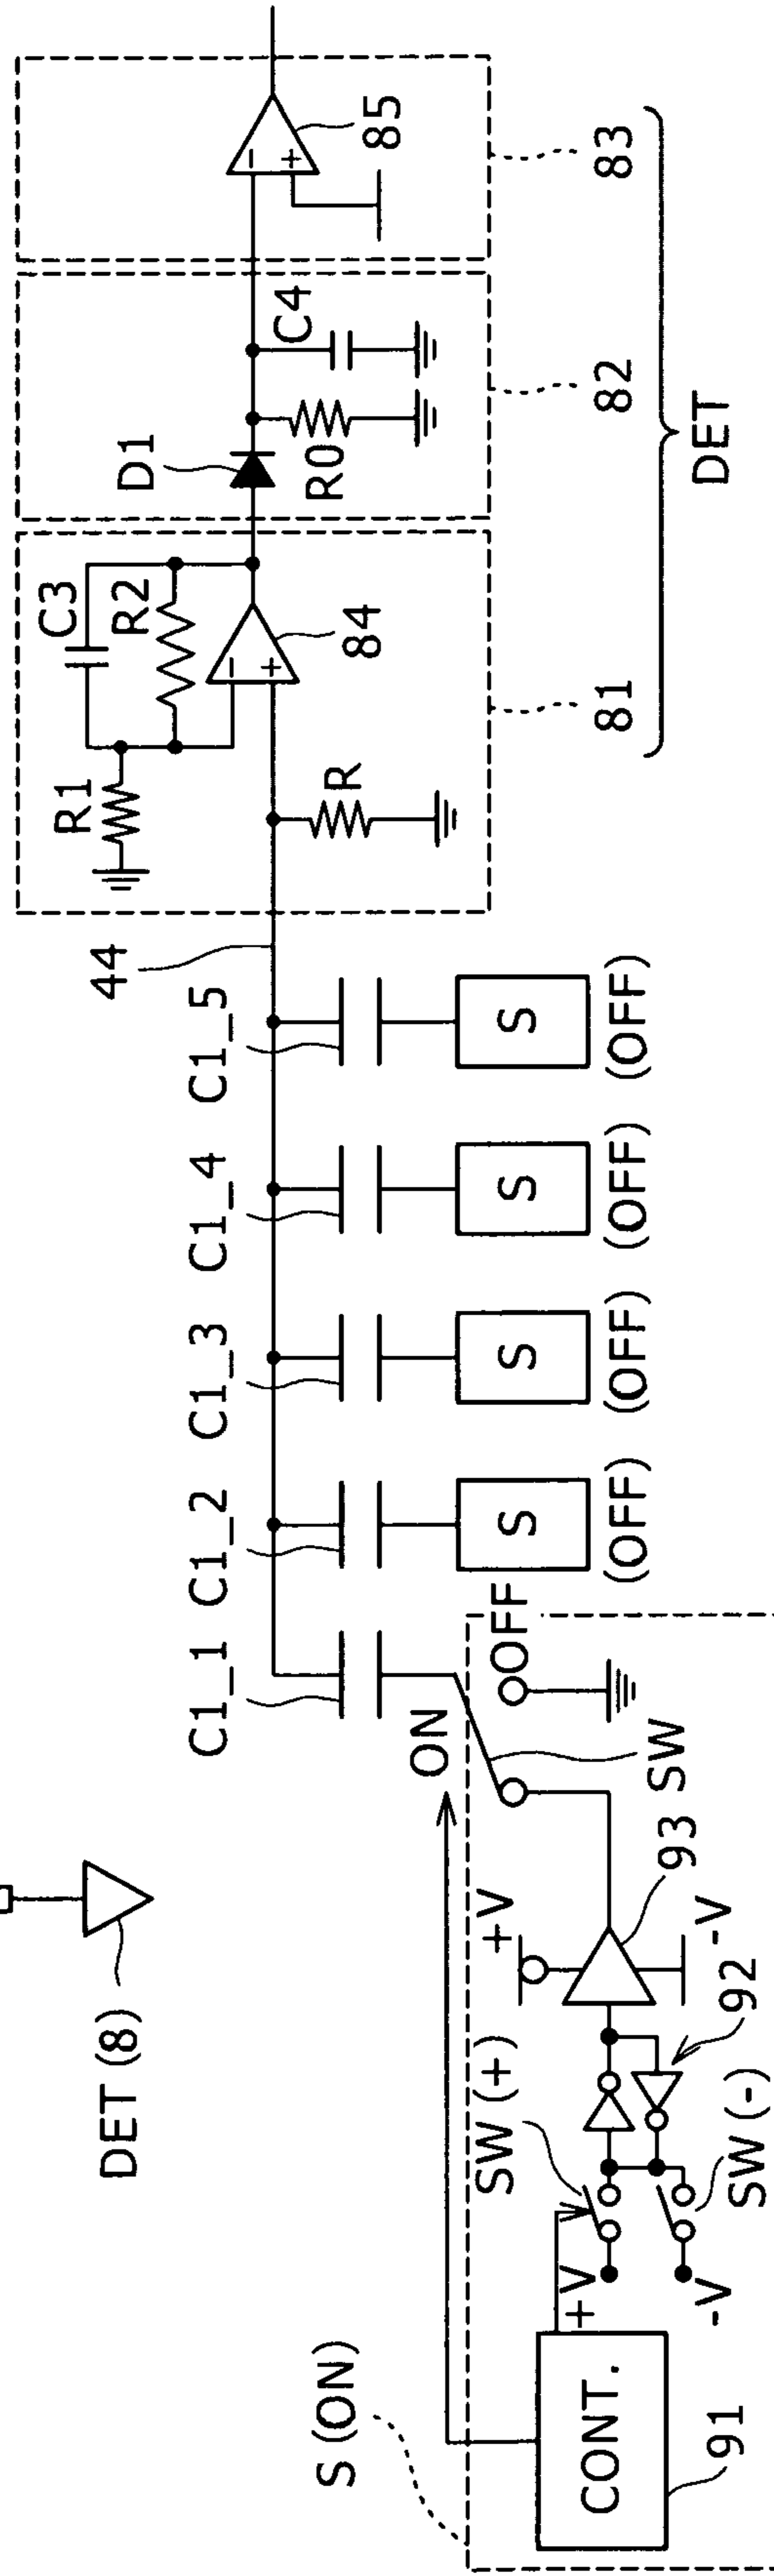 DET (8)
S (ON)
CONT.
91
+V
-V
SW (+)
SW (-)
92
+V
-V
93
SW
ON
OFF
C1_1
C1_2
C1_3
C1_4
C1_5
S
S
S
S
(OFF)
(OFF)
(OFF)
(OFF)
44
R1
C3
R2
R
-
+
84
81
D1
R0
C4
82
-
+
85
83
DET